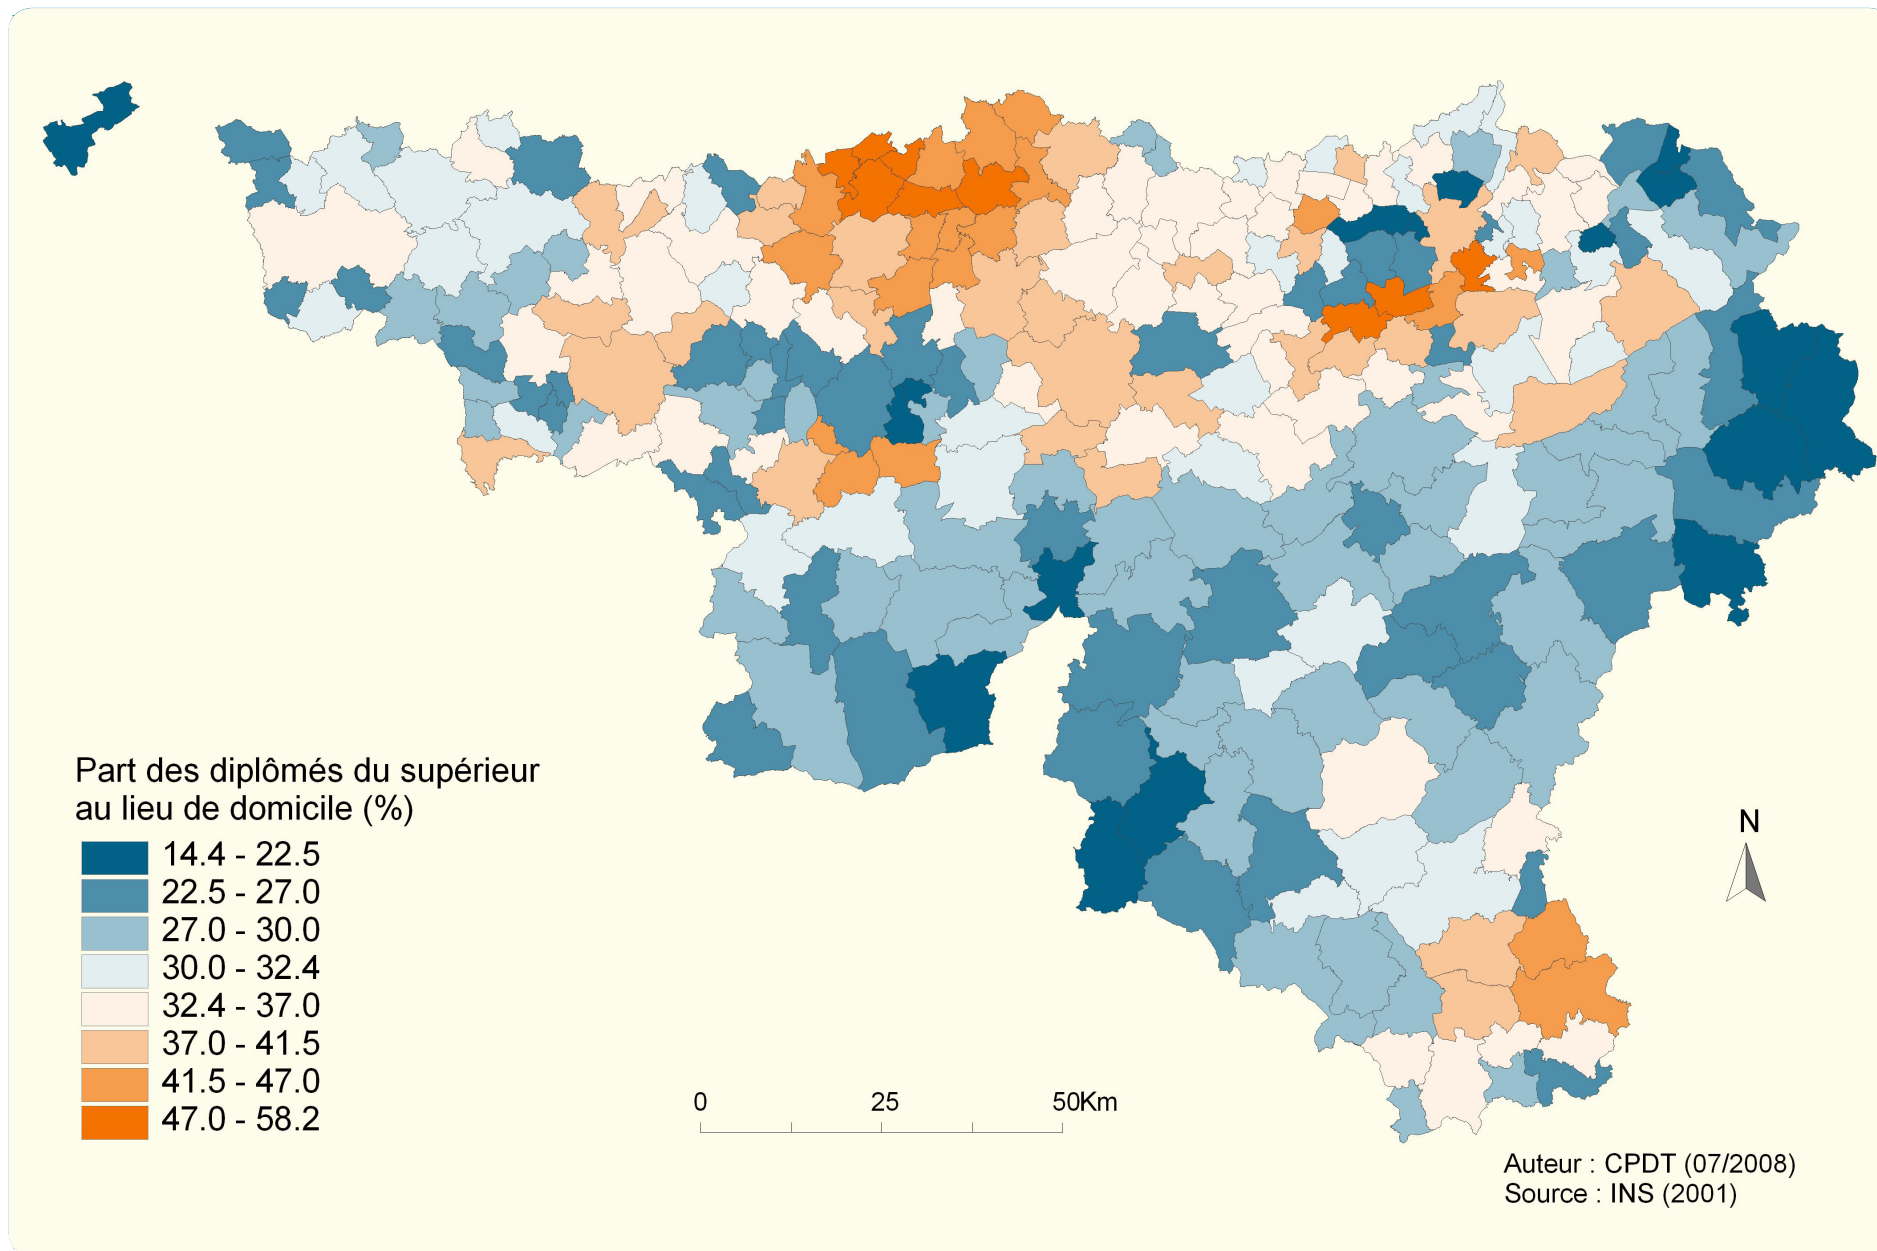 Part des diplômés du supérieur
au lieu de domicile (%)
14.4 - 22.5
22.5 - 27.0
27.0 - 30.0
30.0 - 32.4
32.4 - 37.0
37.0 - 41.5
41.5 - 47.0
47.0 - 58.2
0 25 50Km
N
Auteur : CPDT (07/2008)
Source : INS (2001)